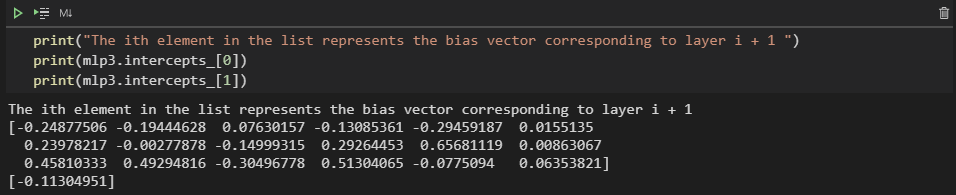 M↓
print("The ith element in the list represents the bias vector corresponding to layer i + 1 ")
print(mlp3.intercepts_[0])
print(mlp3.intercepts_[1])
The ith element in the list represents the bias vector corresponding to layer i + 1
[-0.24877506 -0.19444628  0.07630157 -0.13085361 -0.29459187  0.0155135
  0.23978217 -0.00277878 -0.14999315  0.29264453  0.65681119  0.00863067
  0.45810333  0.49294816 -0.30496778  0.51304065 -0.0775094   0.06353821]
[-0.11304951]